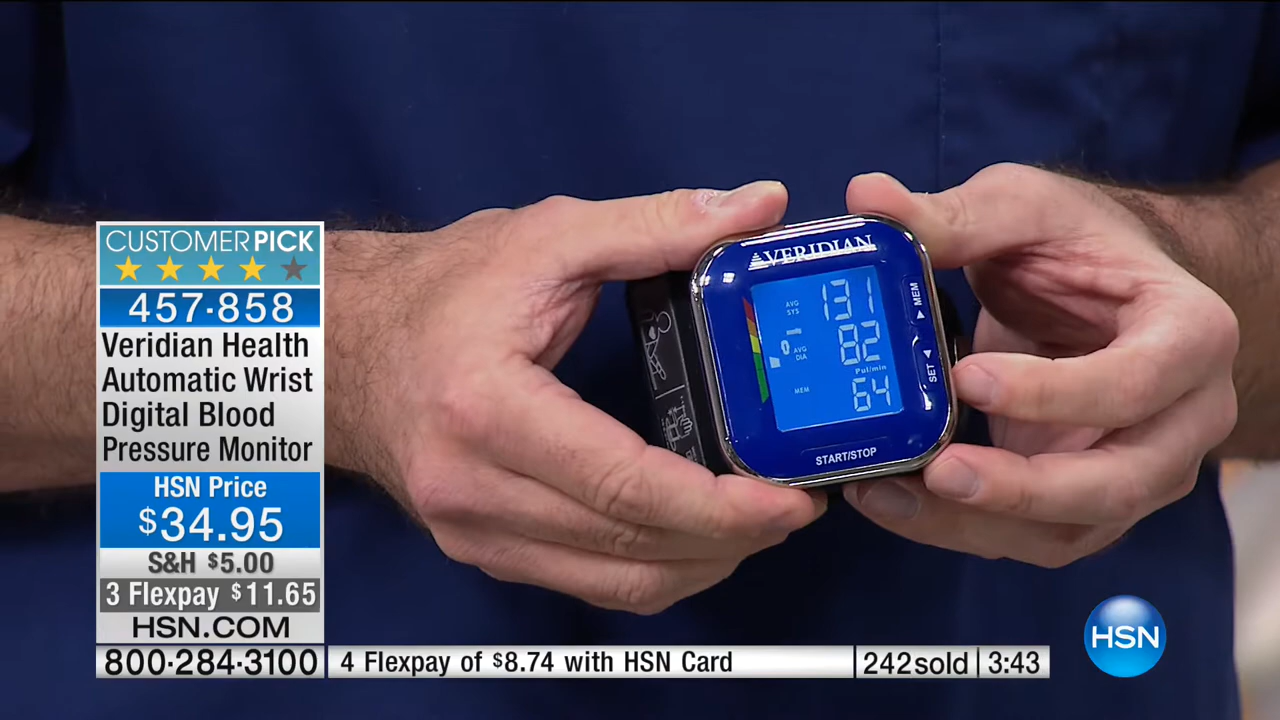 CUSTOMER PICK
457·858
Veridian Health
Automatic Wrist
Digital Blood
Pressure Monitor
HSN Price
$34.95
S&H $5.00
3 Flexpay $11.65
HSN.COM
800·284·3100
4 Flexpay of $8.74 with HSN Card
242 sold
3:43
VERIDIAN
AVG
SYS
131
AVG
DIA
82
Pul/min
MEM
64
START/STOP
▲ MEM
SET ▼
HSN